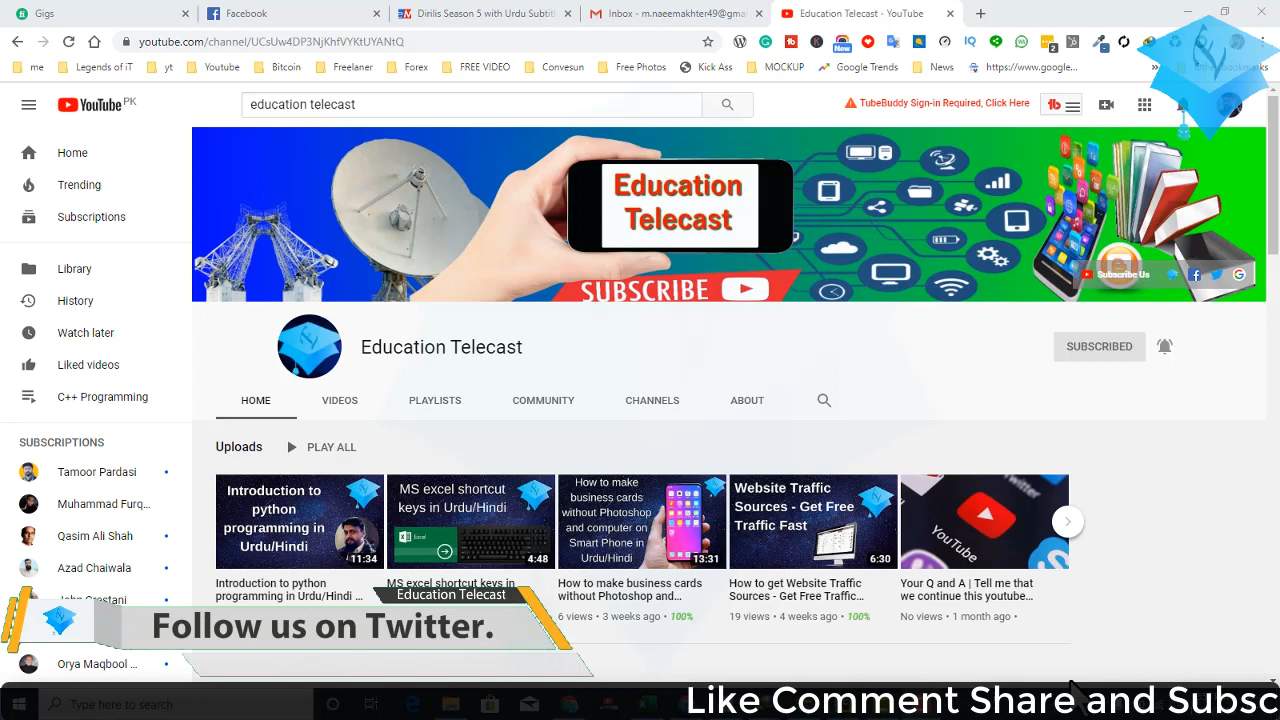 Gigs
Facebook
Dirilis Season 5 with Urdu Subtitl
Inbox - m.naeemakhter49@gmai
Education Telecast - YouTube
youtube.com/channel/UCsUw4DP3NjKhfVYKtUYANtQ
New
me
Legends of iT
yt
Youtube
Bitcoin
Freelaner
Forex
FREE VIDEO
Convesun
Free Photos
Kick Ass
MOCKUP
Google Trends
News
https://www.google...
YouTube PK
education telecast
TubeBuddy Sign-in Required, Click Here
Home
Trending
Subscriptions
Library
History
Watch later
Liked videos
C++ Programming
SUBSCRIPTIONS
Tamoor Pardasi
Muhammad Furq...
Qasim Ali Shah
Azad Chaiwala
Orya Maqbool ...
Education
Telecast
SUBSCRIBE
Subscribe Us
Education Telecast
SUBSCRIBED
HOME
VIDEOS
PLAYLISTS
COMMUNITY
CHANNELS
ABOUT
Uploads
PLAY ALL
Introduction to
python
programming in
Urdu/Hindi
11:34
MS excel shortcut
keys in Urdu/Hindi
Excel
4:48
How to make
business cards
without Photoshop
and computer on
Smart Phone in
Urdu/Hindi
13:31
Website Traffic
Sources - Get Free
Traffic Fast
6:30
Twitter
YouTube
Introduction to python
programming in Urdu/Hindi ...
MS excel shortcut keys in
How to make business cards
without Photoshop and...
6 views • 3 weeks ago • 100%
How to get Website Traffic
Sources - Get Free Traffic...
19 views • 4 weeks ago • 100%
Your Q and A | Tell me that
we continue this youtube...
No views • 1 month ago •
Education Telecast
Follow us on Twitter.
Type here to search
Like Comment Share and Subsc